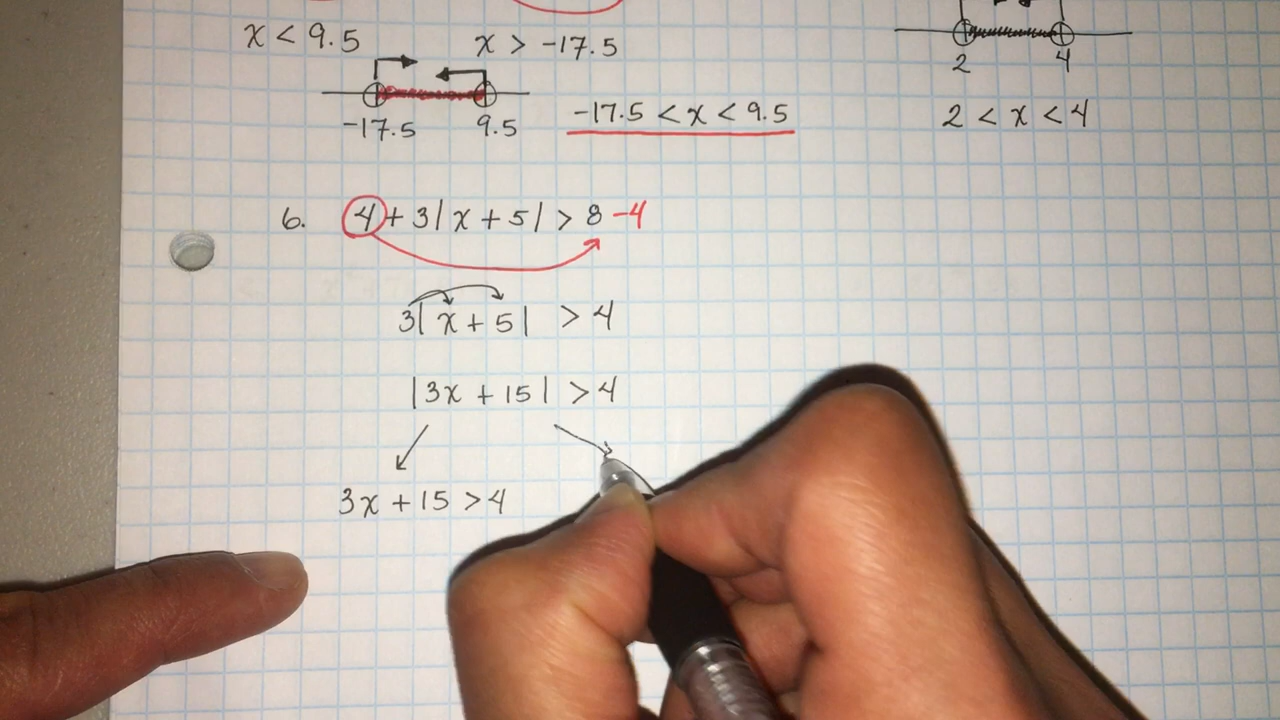 x < 9.5 x > -17.5
-17.5 9.5 -17.5 < x < 9.5
2 4
2 < x < 4
6. 4 + 3| x + 5| > 8 -4
3| x + 5| > 4
|3x + 15| > 4
3x + 15 > 4